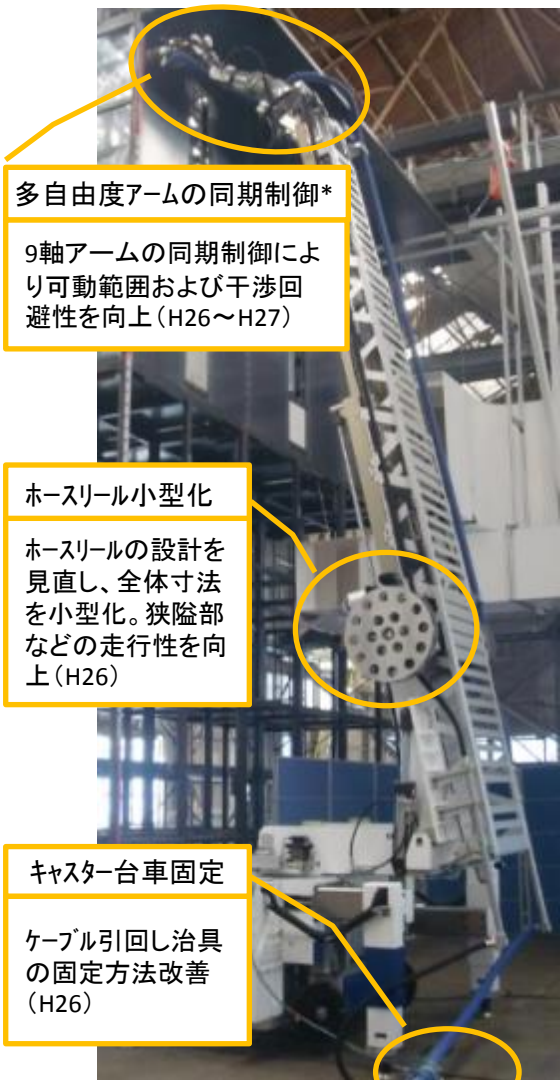 多自由度アームの同期制御*
9軸アームの同期制御によ
り可動範囲および干渉回
避性を向上(H26～H27)
ホースリール小型化
ホースリールの設計を
見直し、全体寸法
を小型化。狭隘部
などの走行性を向
上(H26)
キャスター台車固定
ケーブル引回し治具
の固定方法改善
(H26)